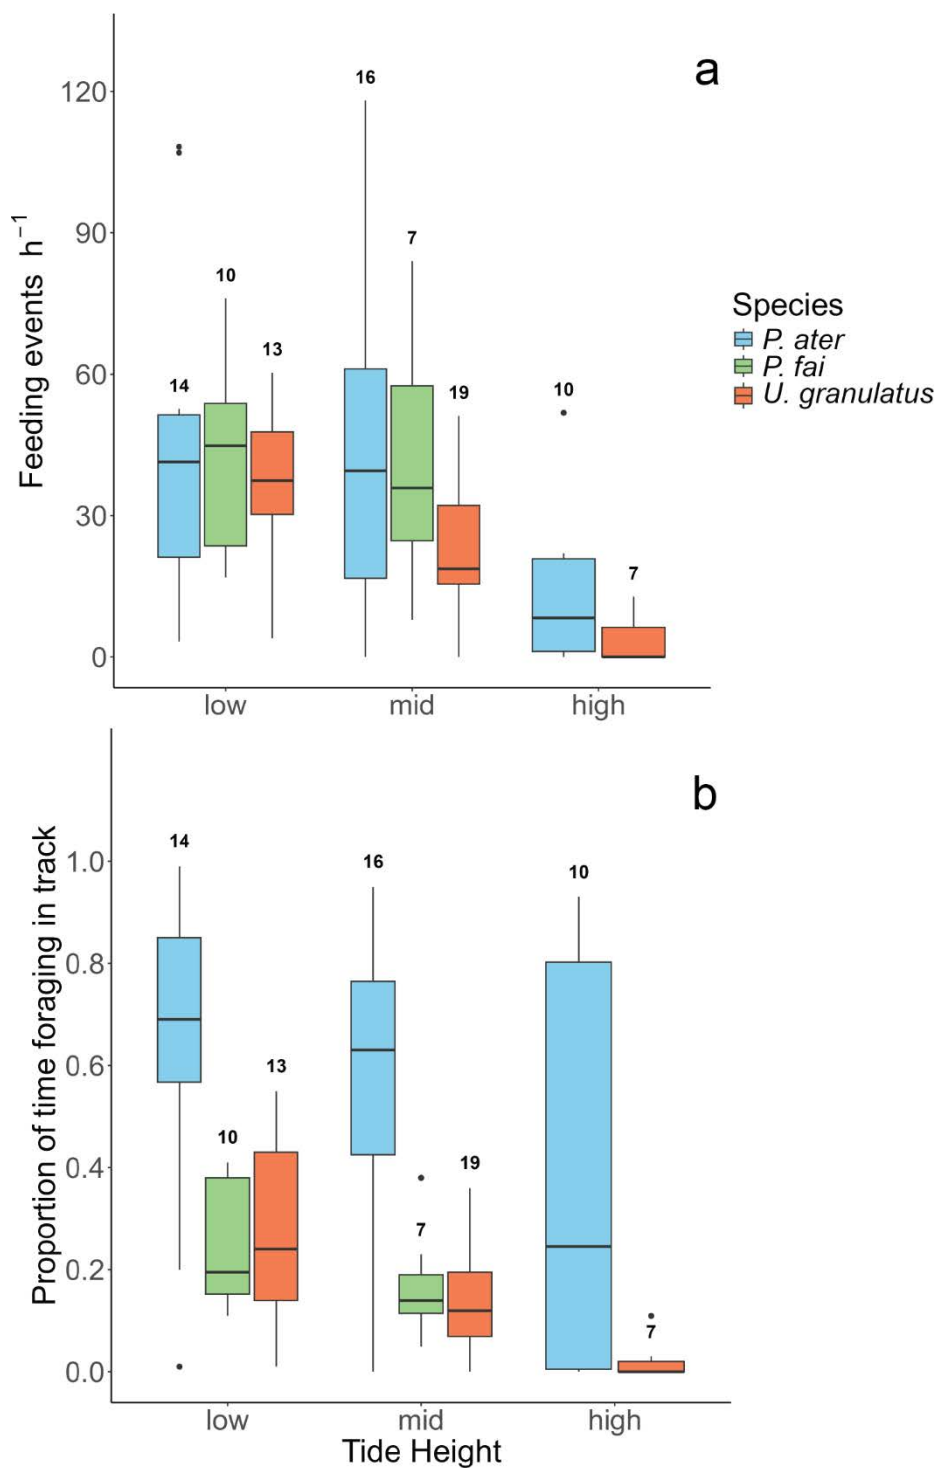 a
120
90
60
30
0
Feeding events h⁻¹
14
10
13
16
7
19
10
7
low
mid
high
Species
P. ater
P. fai
U. granulatus
b
1.0
0.8
0.6
0.4
0.2
0.0
Proportion of time foraging in track
14
10
13
16
7
19
10
7
low
mid
high
Tide Height